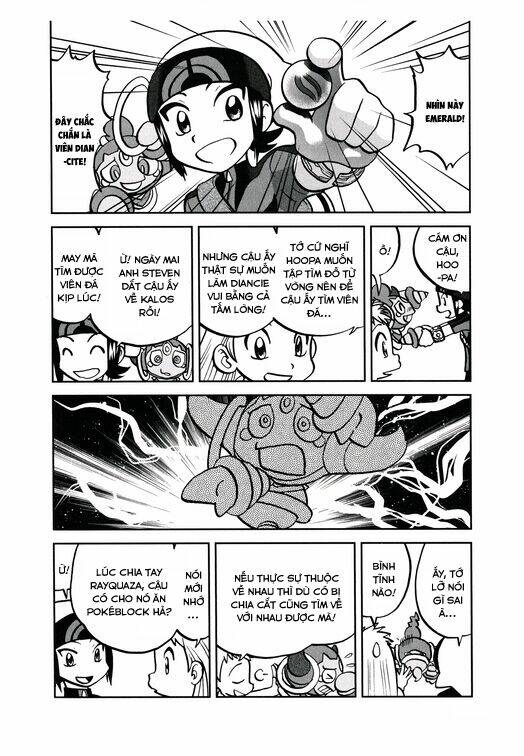 NHÌN NÀY
EMERALD!
ĐÂY CHẮC
CHẮN LÀ
VIÊN DIAN
-CITE!
CẢM ƠN
CẬU,
HOO
-PA!
Ồ!
TỚ CỨ NGHĨ
HOOPA MUỐN
TẬP TÌM ĐỒ TỪ
VÒNG NÊN ĐỂ
CẬU ẤY TÌM VIÊN
ĐÁ...
NHƯNG CẬU ẤY
THẬT SỰ MUỐN
LÀM DIANCIE
VUI BẰNG CẢ
TẤM LÒNG!
Ừ! NGÀY MAI
ANH STEVEN
DẮT CẬU ẤY
VỀ KALOS
RỒI!
MAY MÀ
TÌM ĐƯỢC
VIÊN ĐÁ
KỊP LÚC!
ẤY, TỚ
LỠ NÓI
GÌ SAI
À...
BÌNH
TĨNH
NÀO!
NẾU THỰC SỰ THUỘC
VỀ NHAU THÌ DÙ CÓ BỊ
CHIA CẮT CŨNG TÌM VỀ
VỚI NHAU ĐƯỢC MÀ!
NÓI
MỚI
NHỚ
...
LÚC CHIA TAY
RAYQUAZA, CẬU
CÓ CHO NÓ ĂN
POKÉBLOCK HẢ?
Ừ!